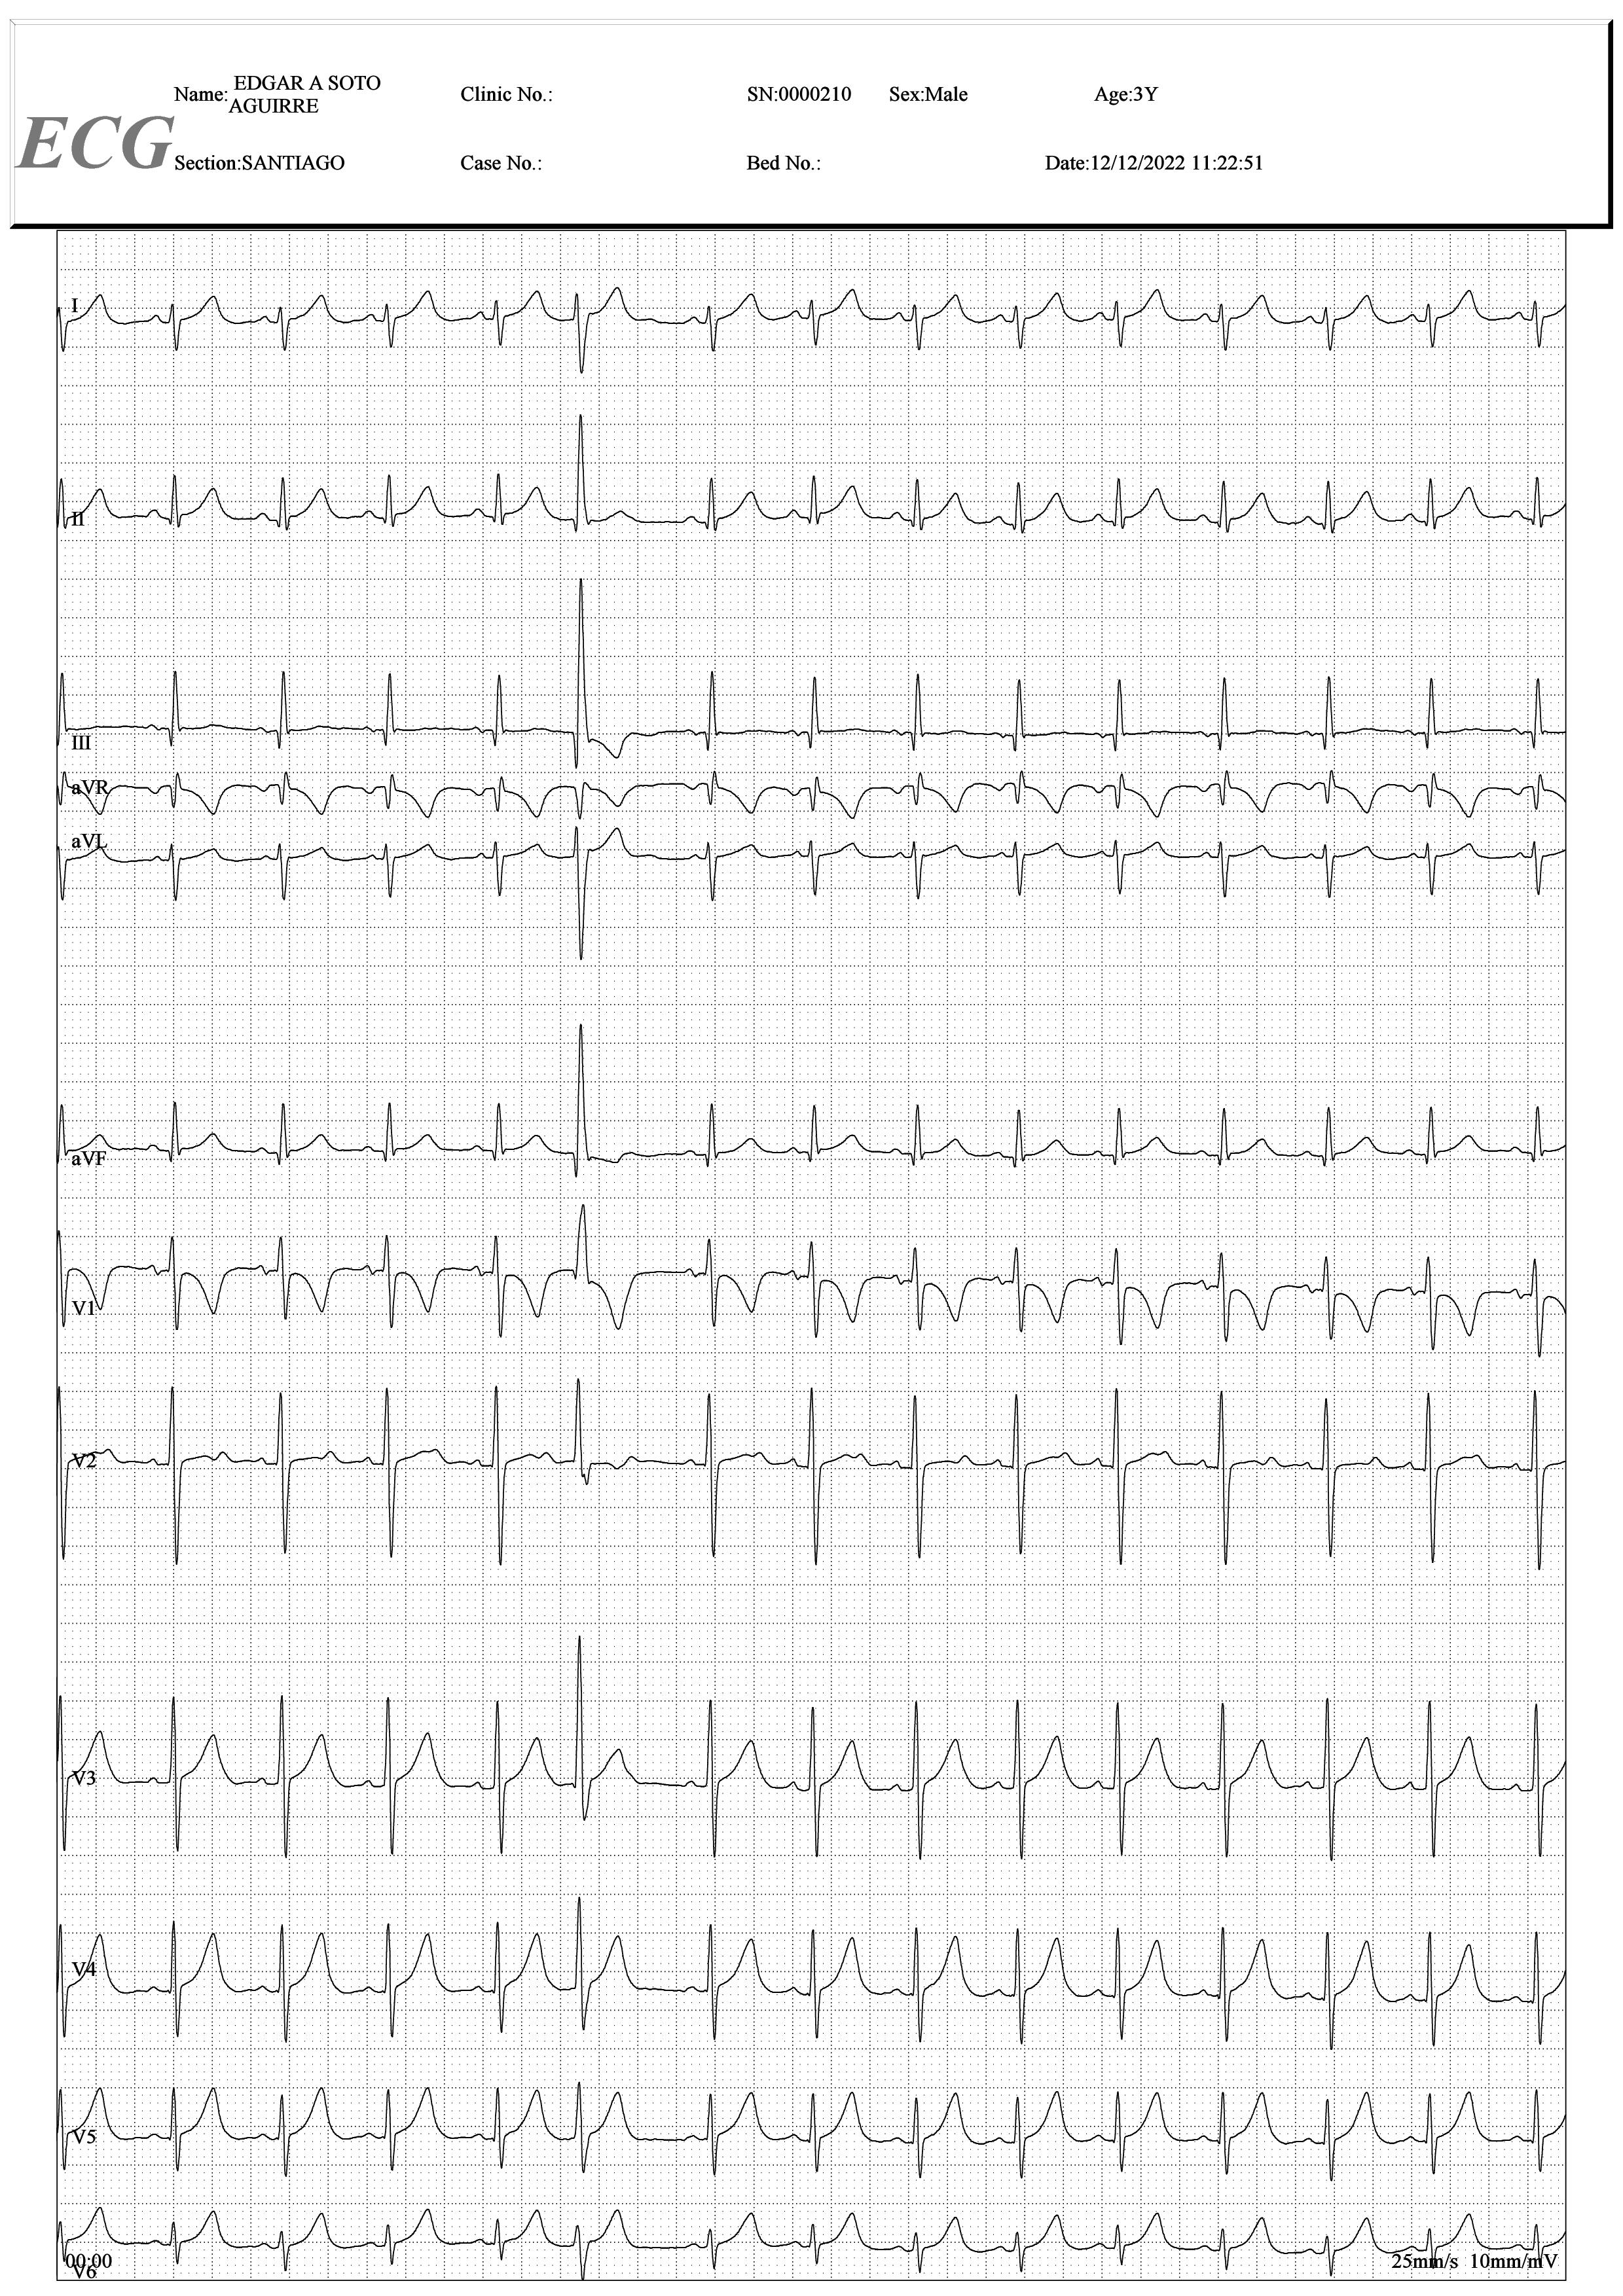 ECG
Name: EDGAR A SOTO AGUIRRE
Clinic No.:
SN:0000210
Sex:Male
Age:3Y
Section:SANTIAGO
Case No.:
Bed No.:
Date:12/12/2022 11:22:51
I
II
III
aVR
aVL
aVF
V1
V2
V3
V4
V5
V6
00:00
25mm/s 10mm/mV